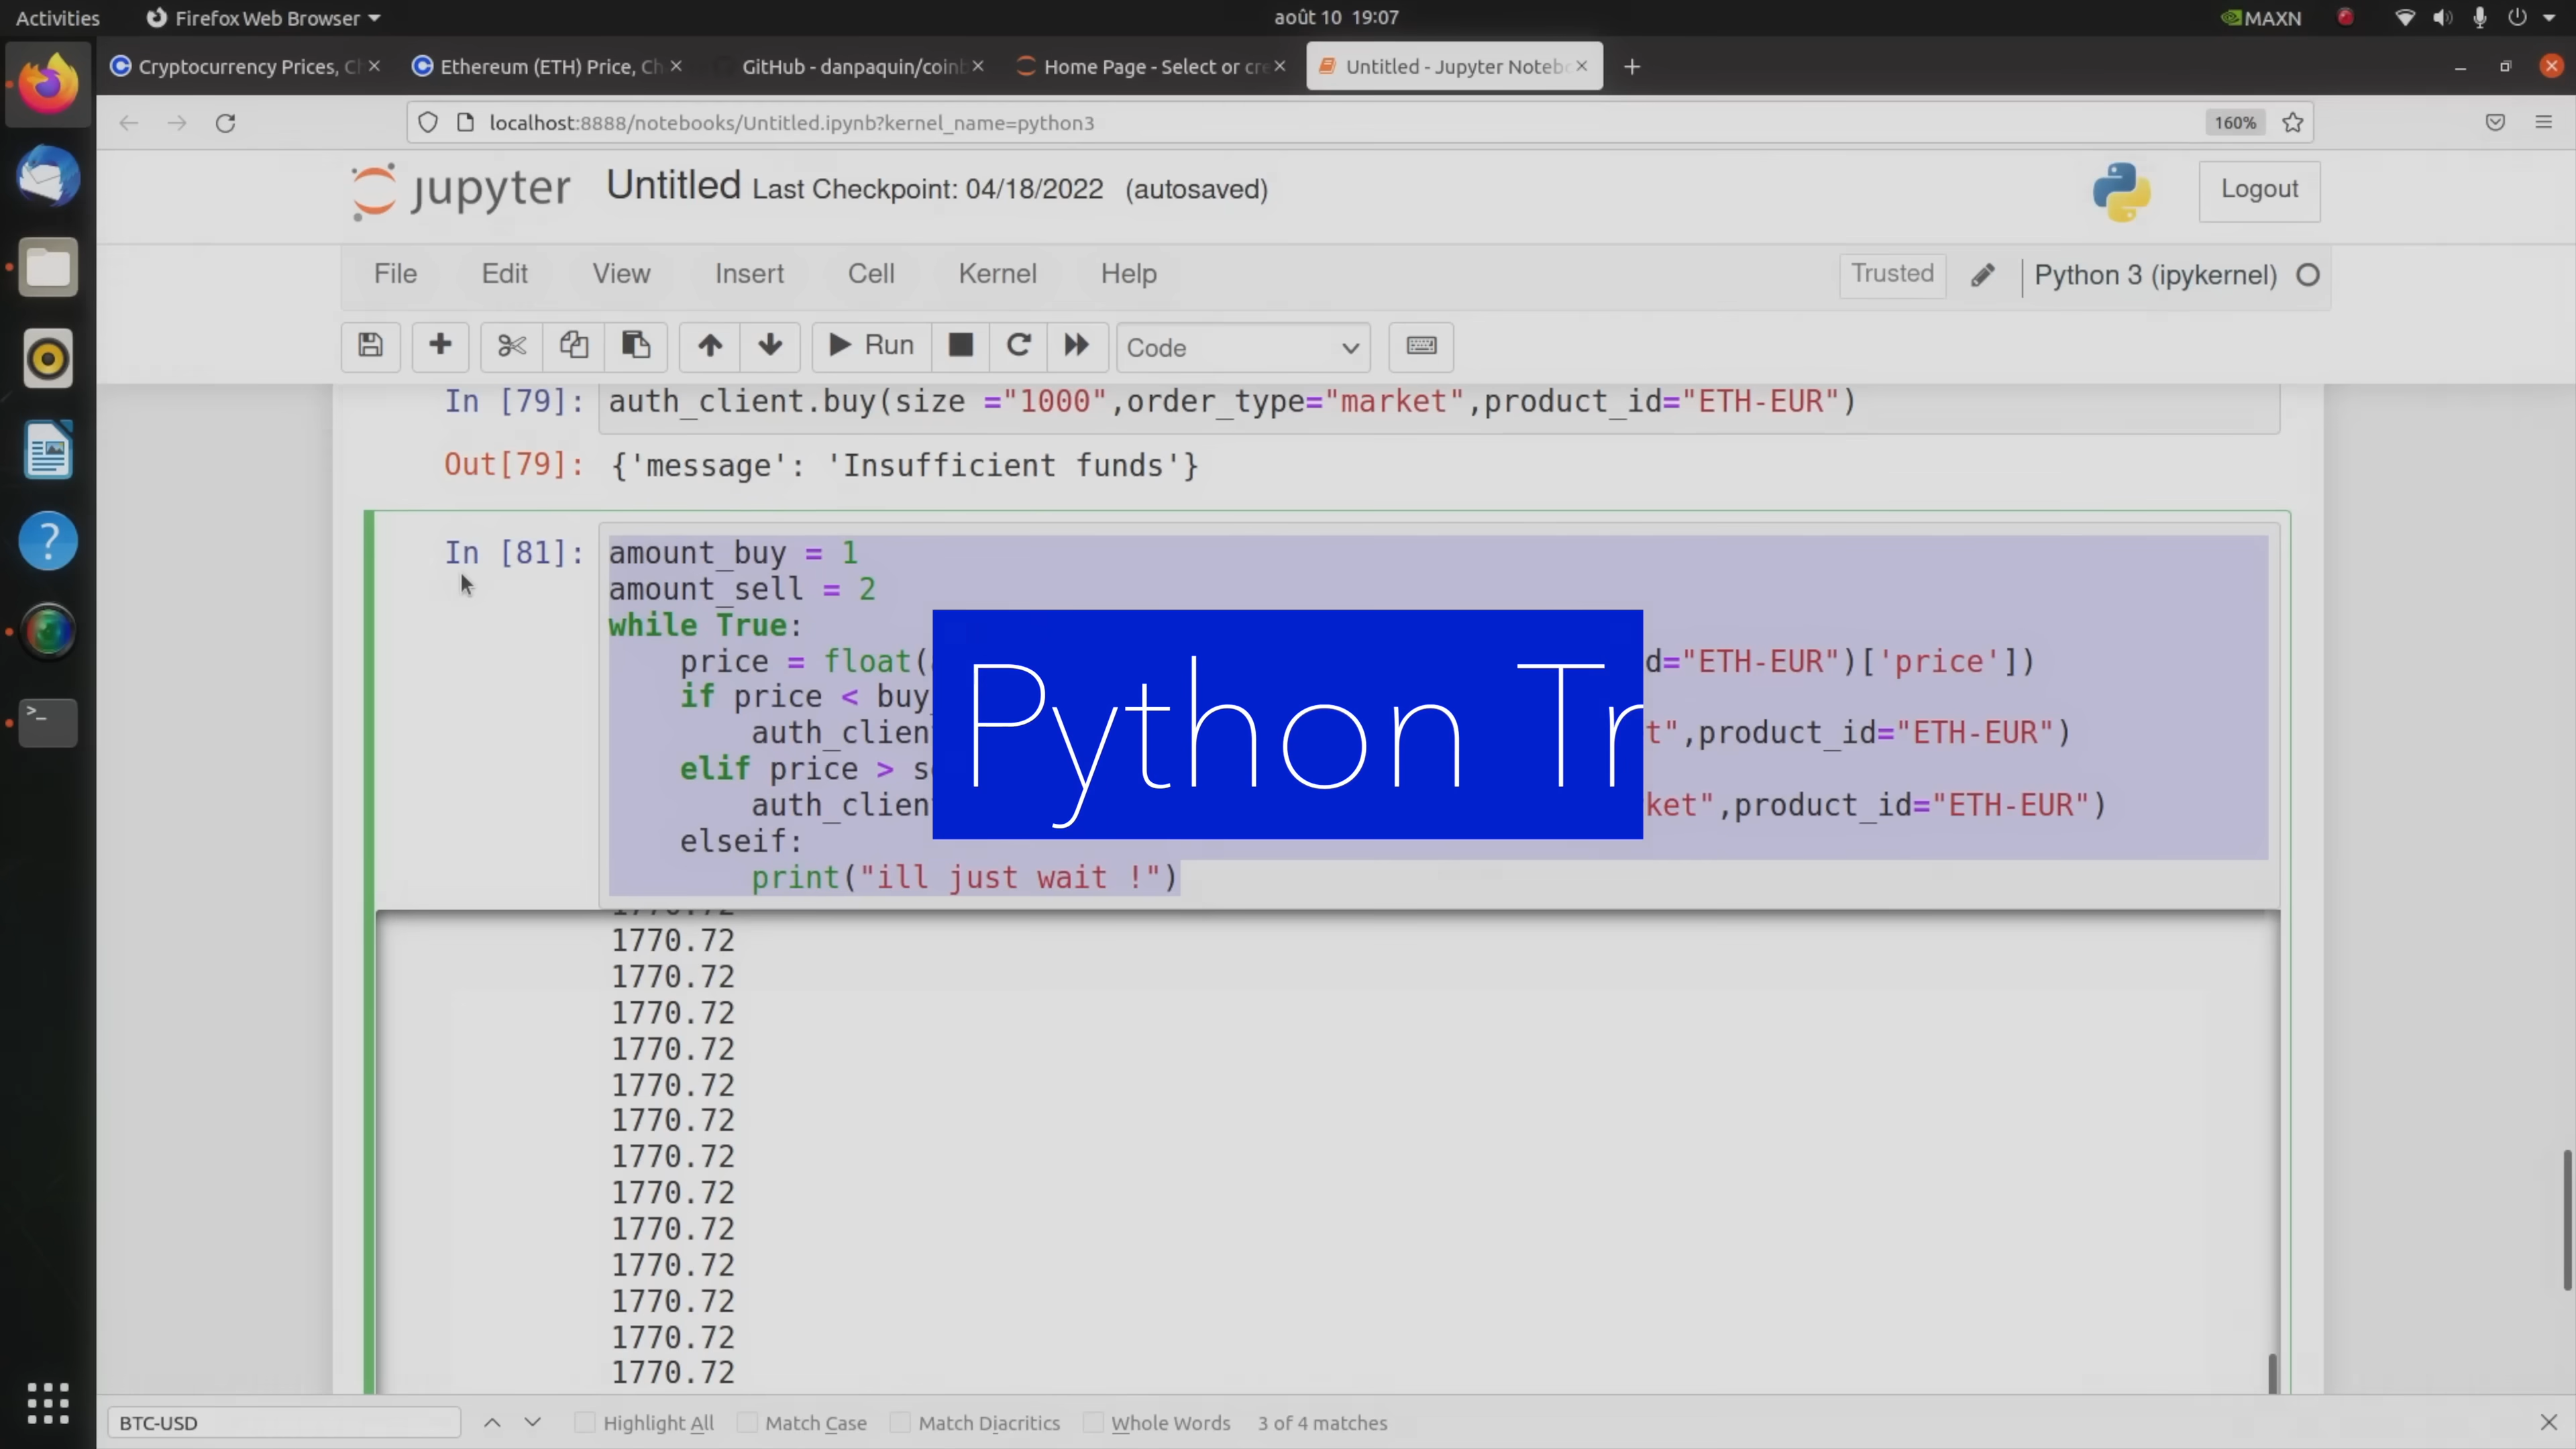 Activities Firefox Web Browser août 10 19:07 MAXN
Cryptocurrency Prices, Ethereum (ETH) Price, Ch GitHub - danpaquin/coin Home Page - Select or cre Untitled - Jupyter Noteb
localhost:8888/notebooks/Untitled.ipynb?kernel_name=python3 160%
jupyter Untitled Last Checkpoint: 04/18/2022 (autosaved) Logout
File Edit View Insert Cell Kernel Help Trusted Python 3 (ipykernel)
Run Code
In [79]: auth_client.buy(size ="1000",order_type="market",product_id="ETH-EUR")
Out[79]: {'message': 'Insufficient funds'}
In [81]: amount_buy = 1
amount_sell = 2
while True:
price = float( d="ETH-EUR")['price'])
if price < buy_
auth_clien t",product_id="ETH-EUR")
elif price > s
auth_clien ket",product_id="ETH-EUR")
elseif:
print("ill just wait !")
Python Tr
1770.72
1770.72
1770.72
1770.72
1770.72
1770.72
1770.72
1770.72
1770.72
1770.72
1770.72
1770.72
1770.72
BTC-USD Highlight All Match Case Match Diacritics Whole Words 3 of 4 matches